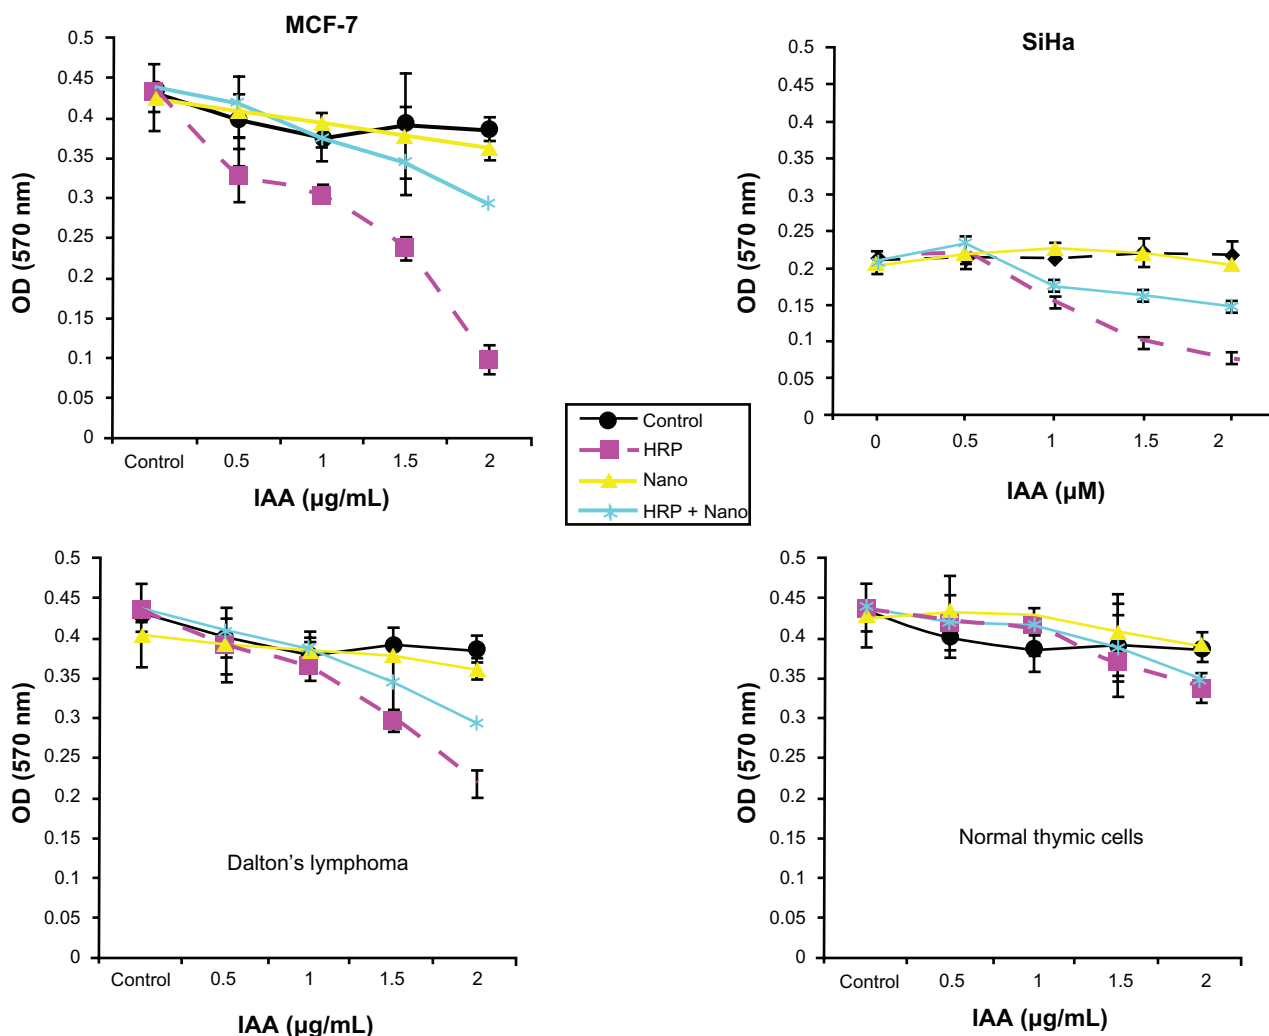 MCF-7
0.5
0.45
0.4
0.35
0.3
0.25
0.2
0.15
0.1
0.05
0
OD (570 nm)
Control 0.5 1 1.5 2
IAA (µg/mL)
SiHa
0.5
0.45
0.4
0.35
0.3
0.25
0.2
0.15
0.1
0.05
0
OD (570 nm)
0 0.5 1 1.5 2
IAA (µM)
Control
HRP
Nano
HRP + Nano
0.5
0.45
0.4
0.35
0.3
0.25
0.2
0.15
0.1
0.05
0
OD (570 nm)
Dalton’s lymphoma
Control 0.5 1 1.5 2
IAA (µg/mL)
0.5
0.45
0.4
0.35
0.3
0.25
0.2
0.15
0.1
0.05
0
OD (570 nm)
Normal thymic cells
Control 0.5 1 1.5 2
IAA (µg/mL)